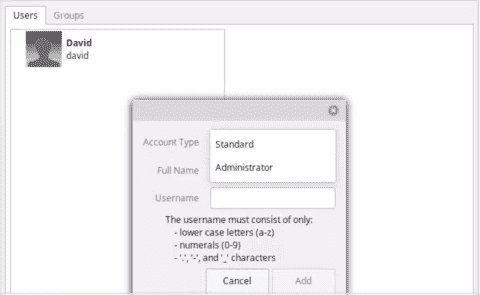 Users Groups
David
david
Account Type
Standard
Full Name
Administrator
Username
The username must consist of only:
- lower case letters (a-z)
- numerals (0-9)
- '.', '-', and '_' characters
Cancel Add